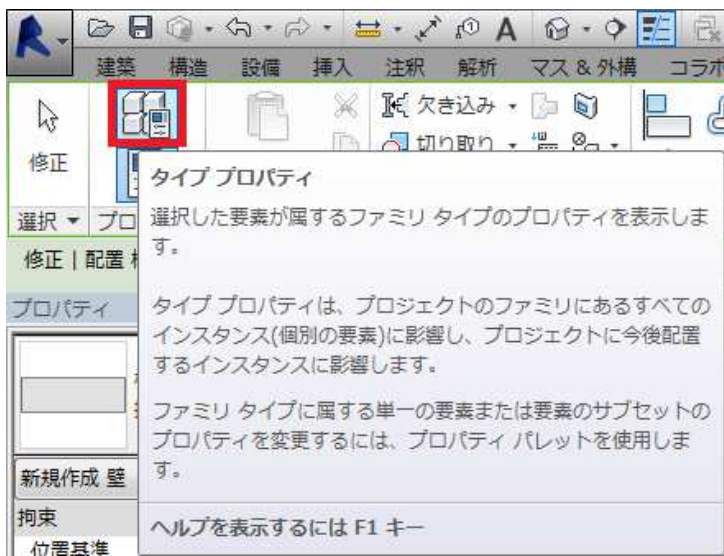 建築 構造 設備 挿入 注釈 解析 マス & 外構 コラボ
欠き込み
修正
切り取り
選択 プロ
修正 | 配置
プロパティ
タイプ プロパティ
選択した要素が属するファミリ タイプのプロパティを表示しま
す。
タイプ プロパティは、プロジェクトのファミリにあるすべての
インスタンス(個別の要素)に影響し、プロジェクトに今後配置
するインスタンスに影響します。
ファミリ タイプに属する単一の要素または要素のサブセットの
プロパティを変更するには、プロパティ パレットを使用しま
す。
新規作成 壁
拘束
ヘルプを表示するには F1 キー
位置基準